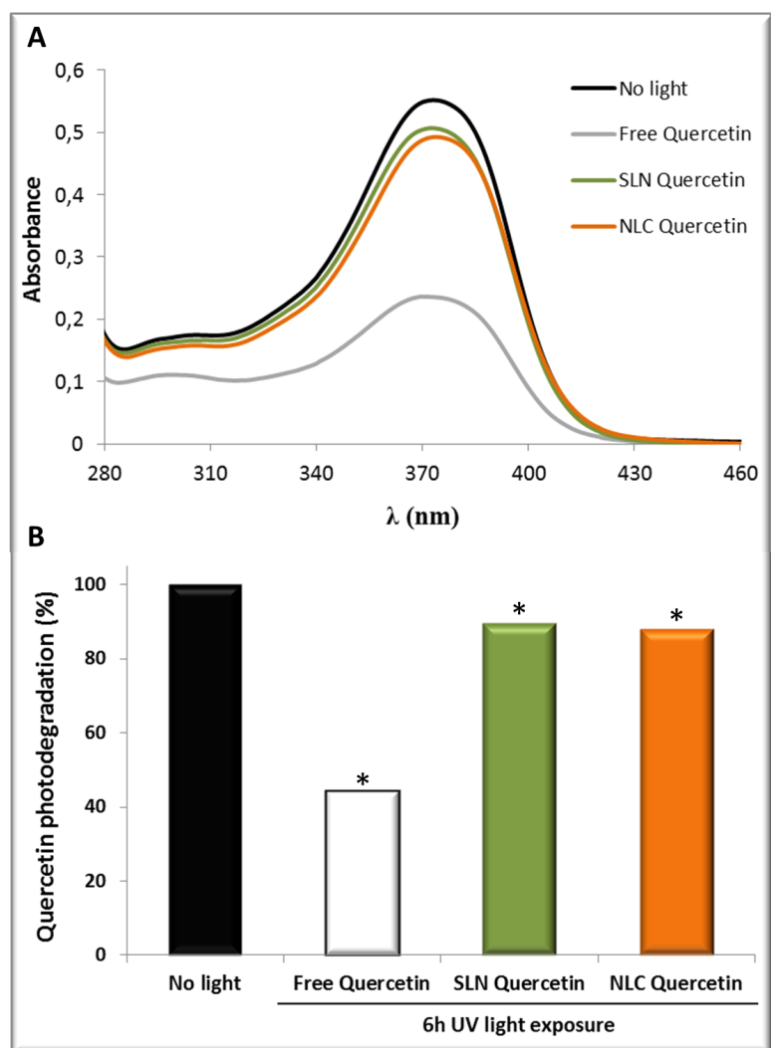 A
0,6
0,5
0,4
0,3
0,2
0,1
0
Absorbance
No light
Free Quercetin
SLN Quercetin
NLC Quercetin
280 310 340 370 400 430 460
λ (nm)
B
100
80
60
40
20
0
Quercetin photodegradation (%)
* * *
No light Free Quercetin SLN Quercetin NLC Quercetin
6h UV light exposure